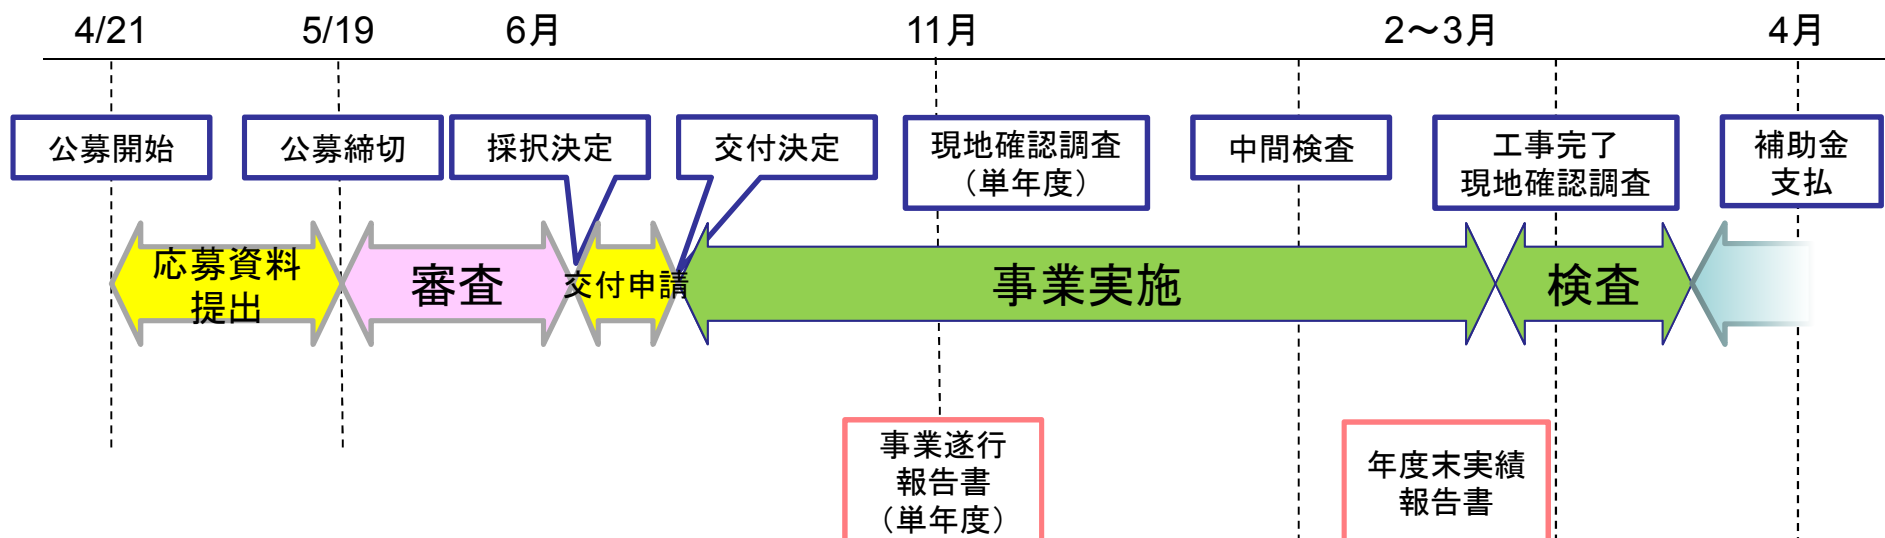 4/21
5/19
6月
11月
2～3月
4月
公募開始
公募締切
採択決定
交付決定
現地確認調査
（単年度）
中間検査
工事完了
現地確認調査
補助金
支払
応募資料
提出
審査
交付申請
事業実施
検査
事業遂行
報告書
（単年度）
年度末実績
報告書